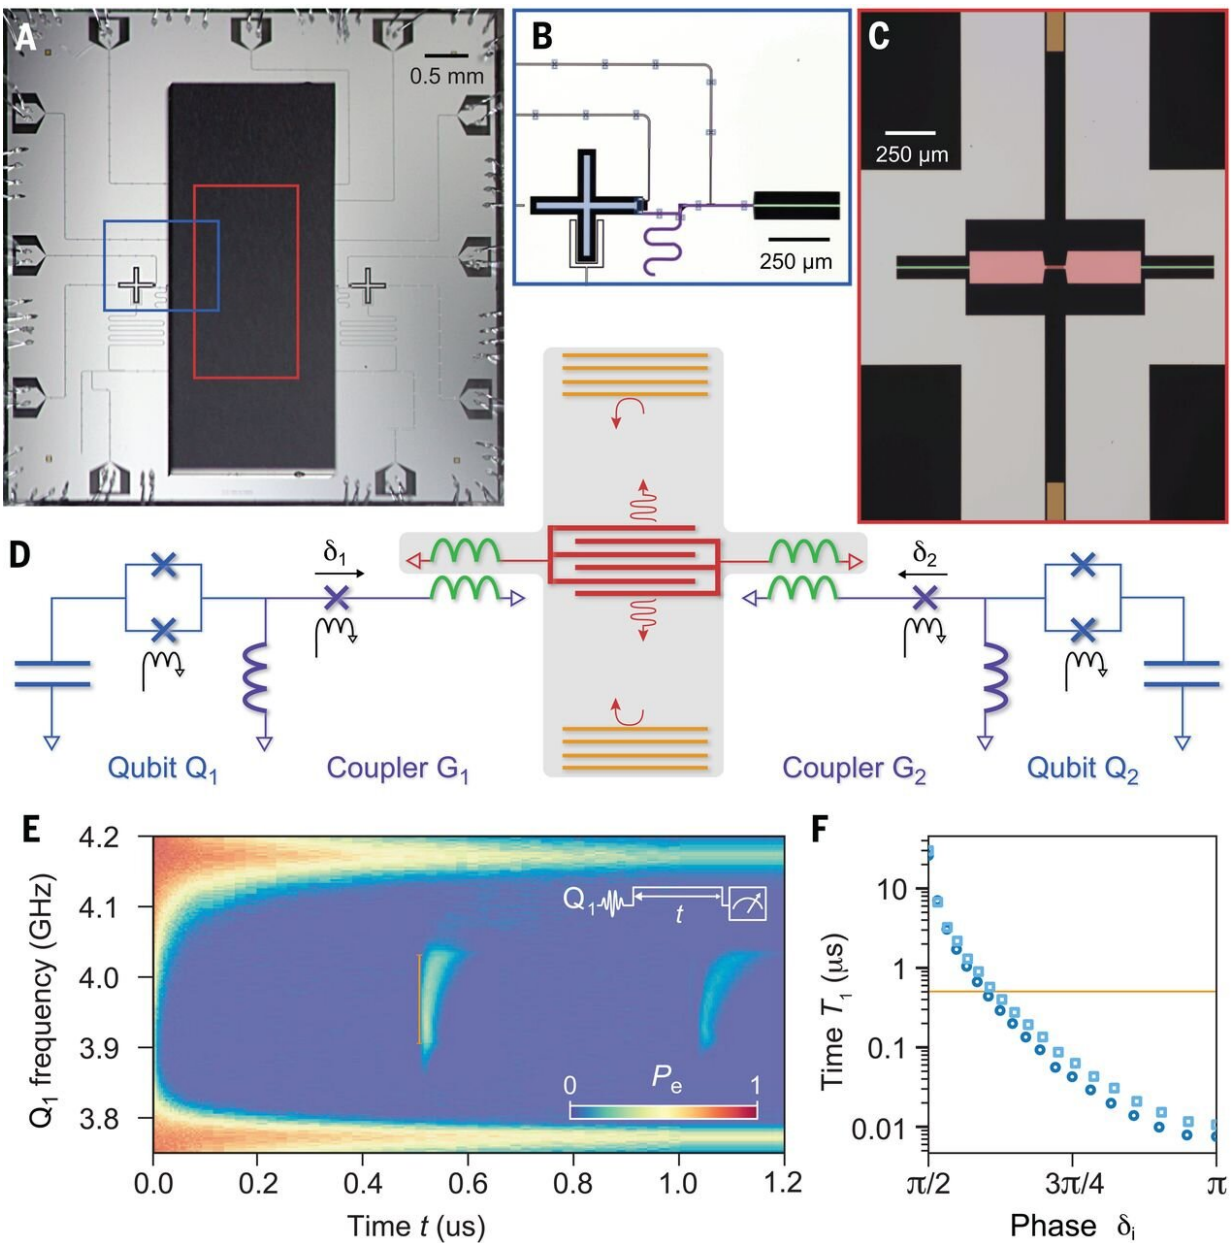 A
0.5 mm
B
250 μm
C
250 μm
D
δ1
δ2
Qubit Q1
Coupler G1
Coupler G2
Qubit Q2
E
Q1 frequency (GHz)
4.2
4.1
4.0
3.9
3.8
Q1
t
0
Pe
1
0.0
0.2
0.4
0.6
0.8
1.0
1.2
Time t (us)
F
Time T1 (μs)
10
1
0.1
0.01
π/2
3π/4
π
Phase δi